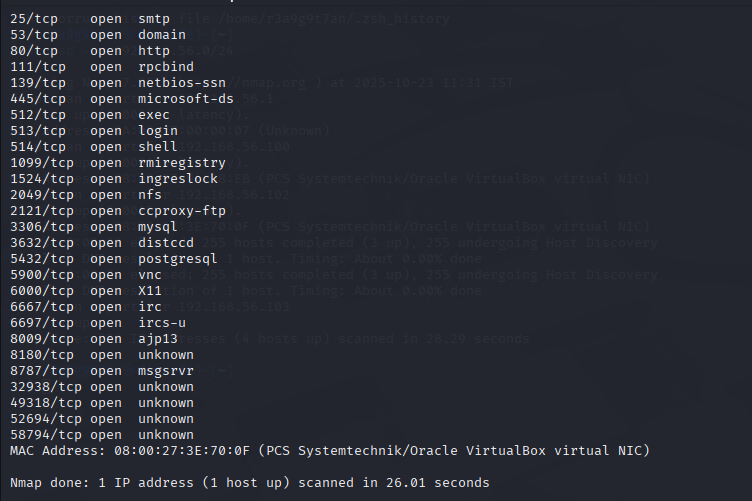 25/tcp open smtp
53/tcp open domain
80/tcp open http
111/tcp open rpcbind
139/tcp open netbios-ssn
445/tcp open microsoft-ds
512/tcp open exec
513/tcp open login
514/tcp open shell
1099/tcp open rmiregistry
1524/tcp open ingreslock
2049/tcp open nfs
2121/tcp open ccproxy-ftp
3306/tcp open mysql
3632/tcp open distccd
5432/tcp open postgresql
5900/tcp open vnc
6000/tcp open X11
6667/tcp open irc
6697/tcp open ircs-u
8009/tcp open ajp13
8180/tcp open unknown
8787/tcp open msgsrvr
32938/tcp open unknown
49318/tcp open unknown
52694/tcp open unknown
58794/tcp open unknown
MAC Address: 08:00:27:3E:70:0F (PCS Systemtechnik/Oracle VirtualBox virtual NIC)
Nmap done: 1 IP address (1 host up) scanned in 26.01 seconds